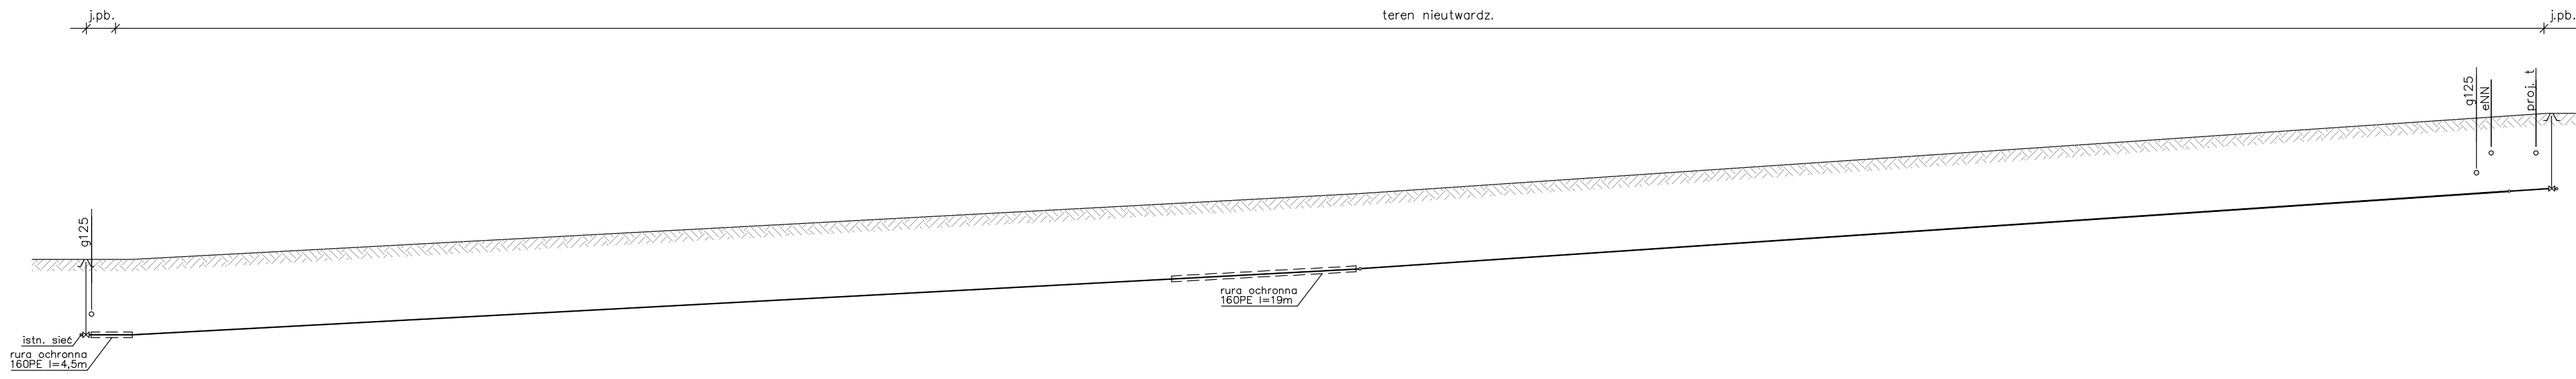 j.pb.
teren nieutwardz.
j.pb.
g125
eNN
proj. t
g125
rura ochronna
160PE l=19m
istn. sieć
rura ochronna
160PE l=4,5m